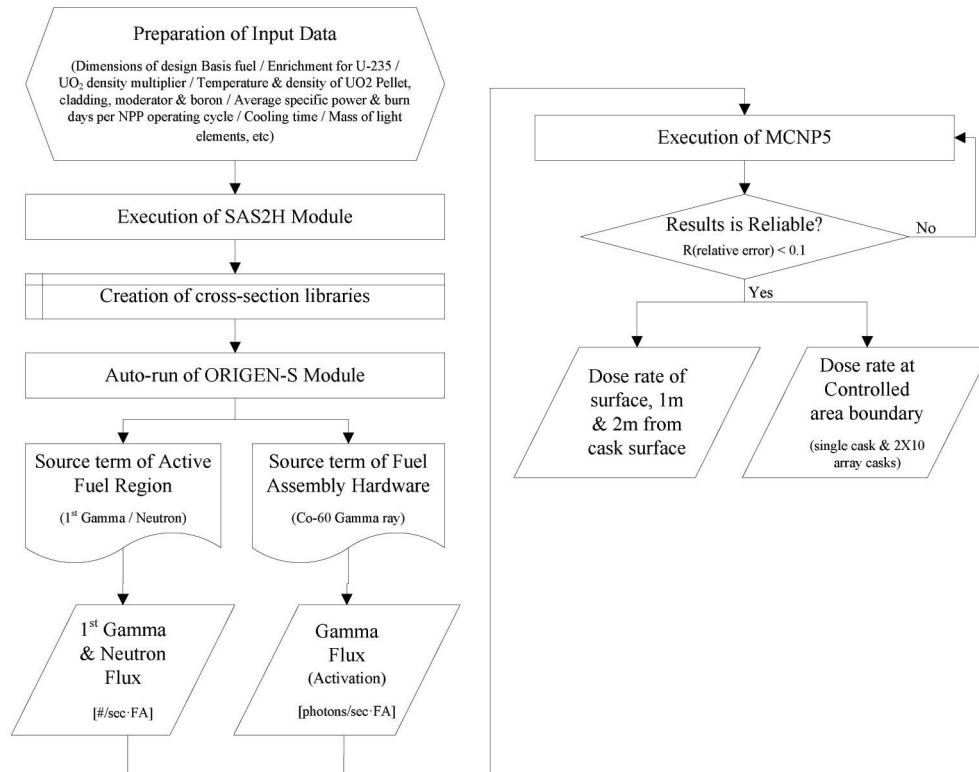 Preparation of Input Data
(Dimensions of design Basis fuel / Enrichment for U-235 /
UO₂ density multiplier / Temperature & density of UO2 Pellet,
cladding, moderator & boron / Average specific power & burn
days per NPP operating cycle / Cooling time / Mass of light
elements, etc)
Execution of SAS2H Module
Creation of cross-section libraries
Auto-run of ORIGEN-S Module
Source term of Active
Fuel Region
(1st Gamma / Neutron)
Source term of Fuel
Assembly Hardware
(Co-60 Gamma ray)
1st Gamma
& Neutron
Flux
[#/sec·FA]
Gamma
Flux
(Activation)
[photons/sec·FA]
Execution of MCNP5
Results is Reliable?
R(relative error) < 0.1
No
Yes
Dose rate of
surface, 1m
& 2m from
cask surface
Dose rate at
Controlled
area boundary
(single cask & 2X10
array casks)